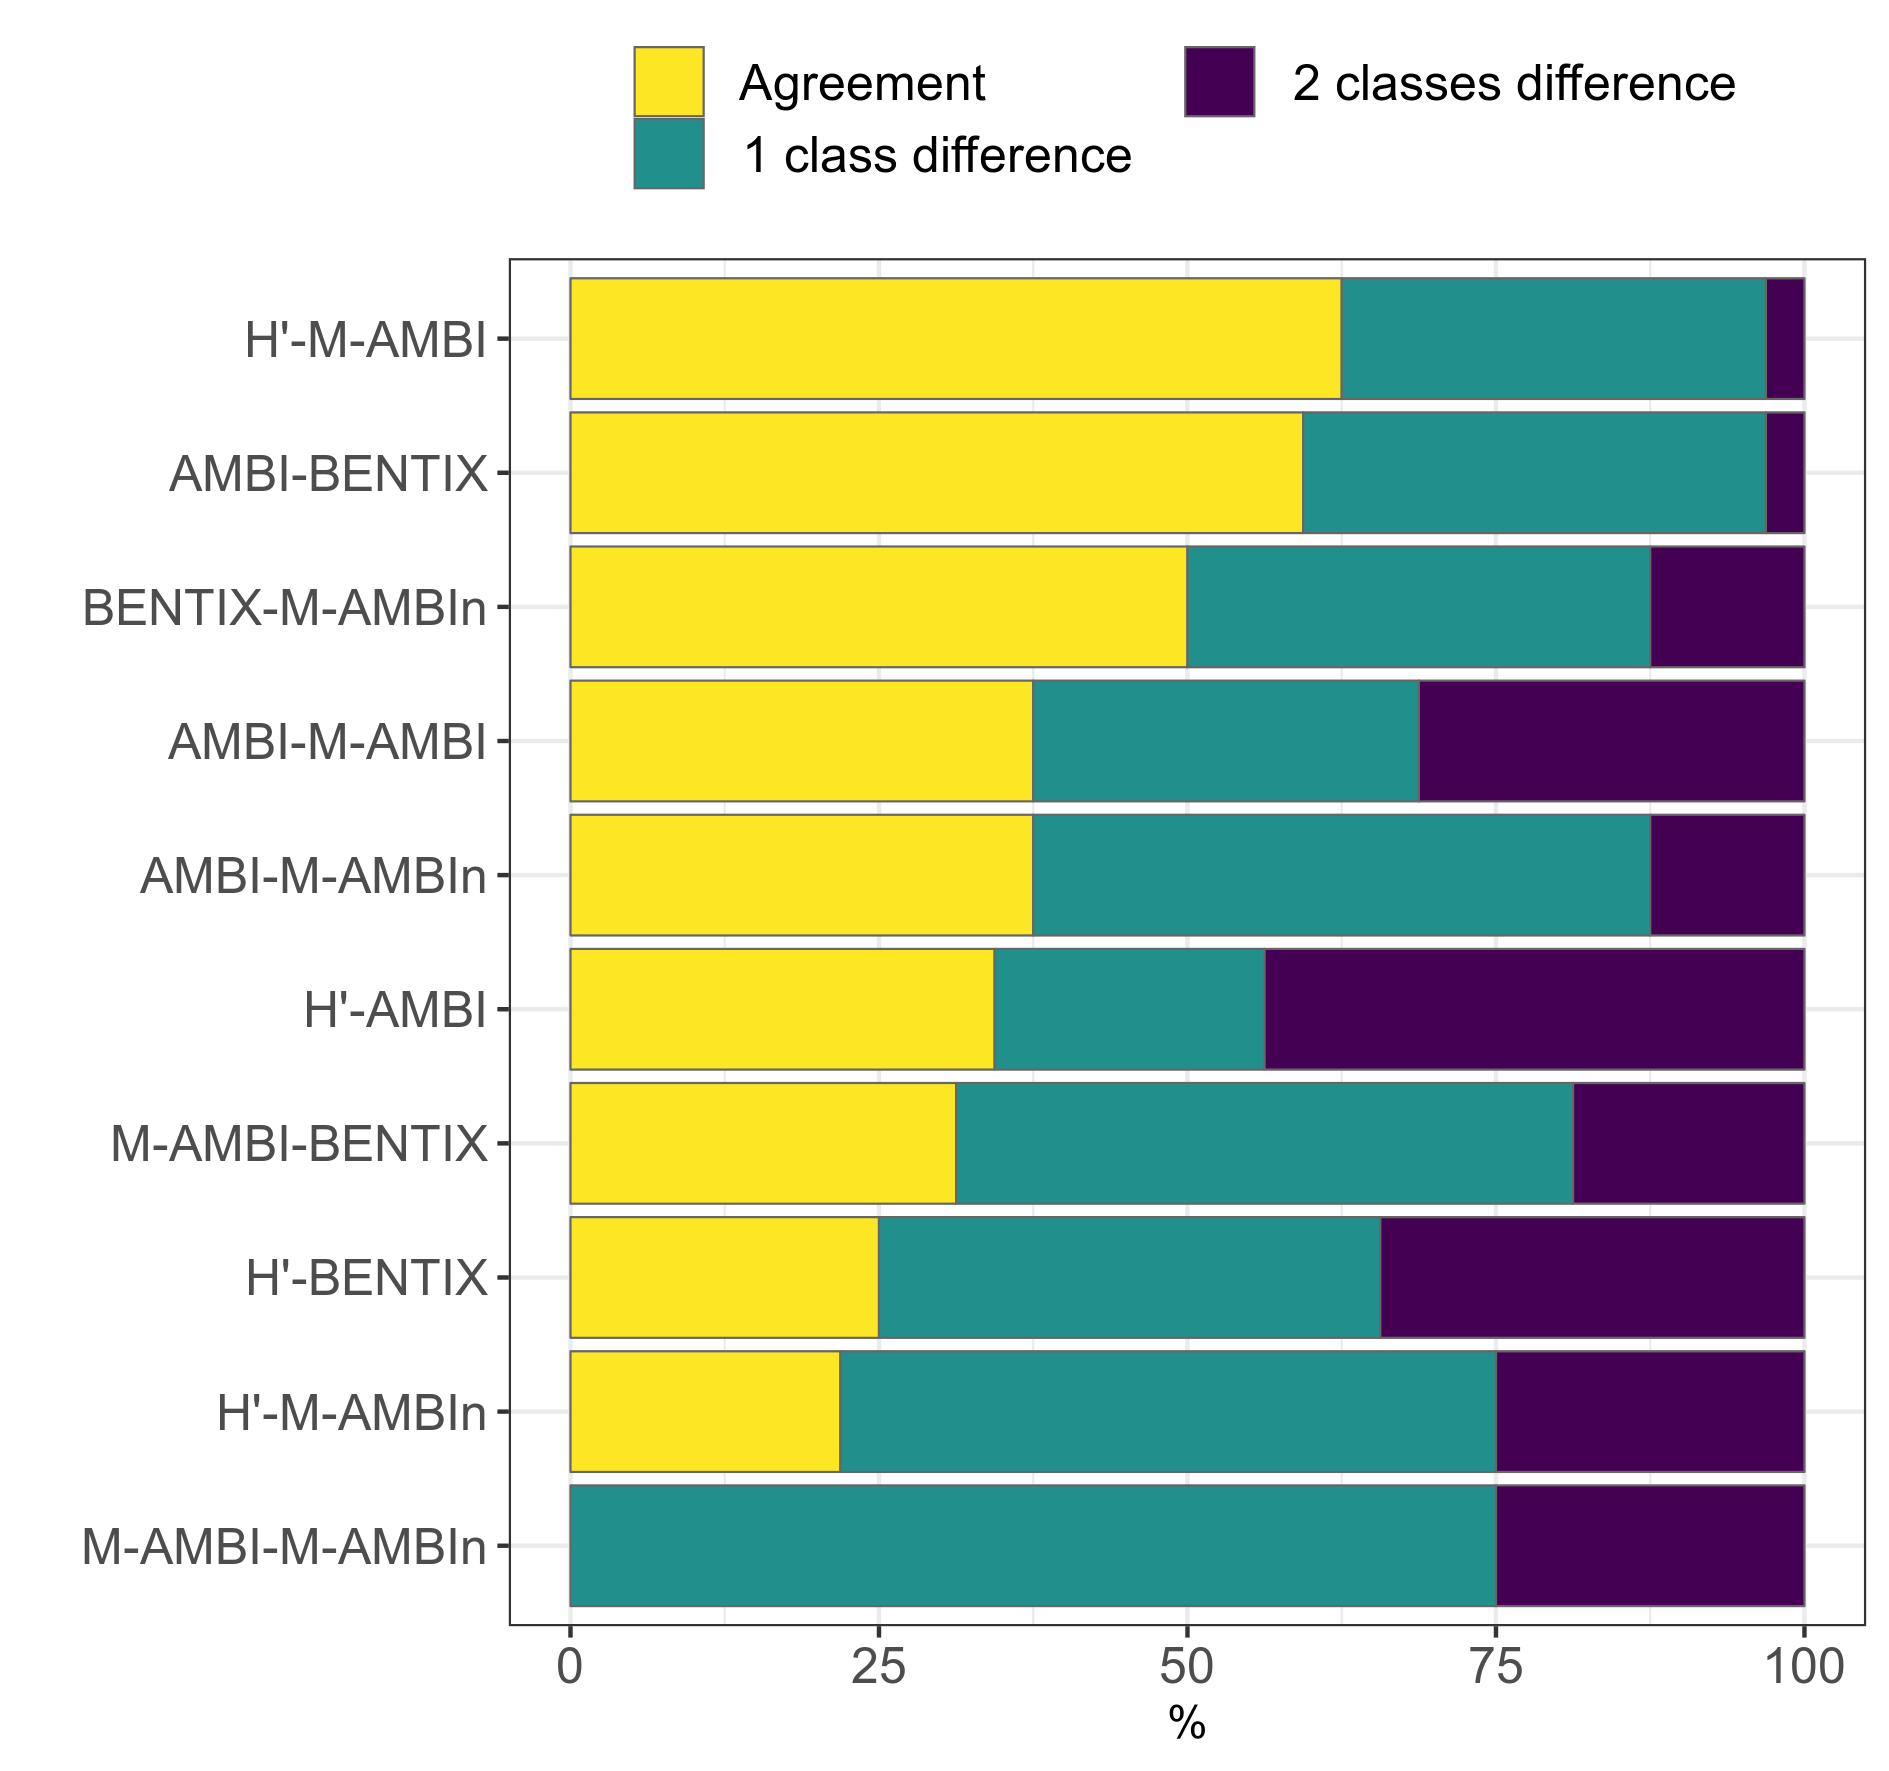 Agreement
1 class difference
2 classes difference
H'-M-AMBI
AMBI-BENTIX
BENTIX-M-AMBIn
AMBI-M-AMBI
AMBI-M-AMBIn
H'-AMBI
M-AMBI-BENTIX
H'-BENTIX
H'-M-AMBIn
M-AMBI-M-AMBIn
0 25 50 75 100
%